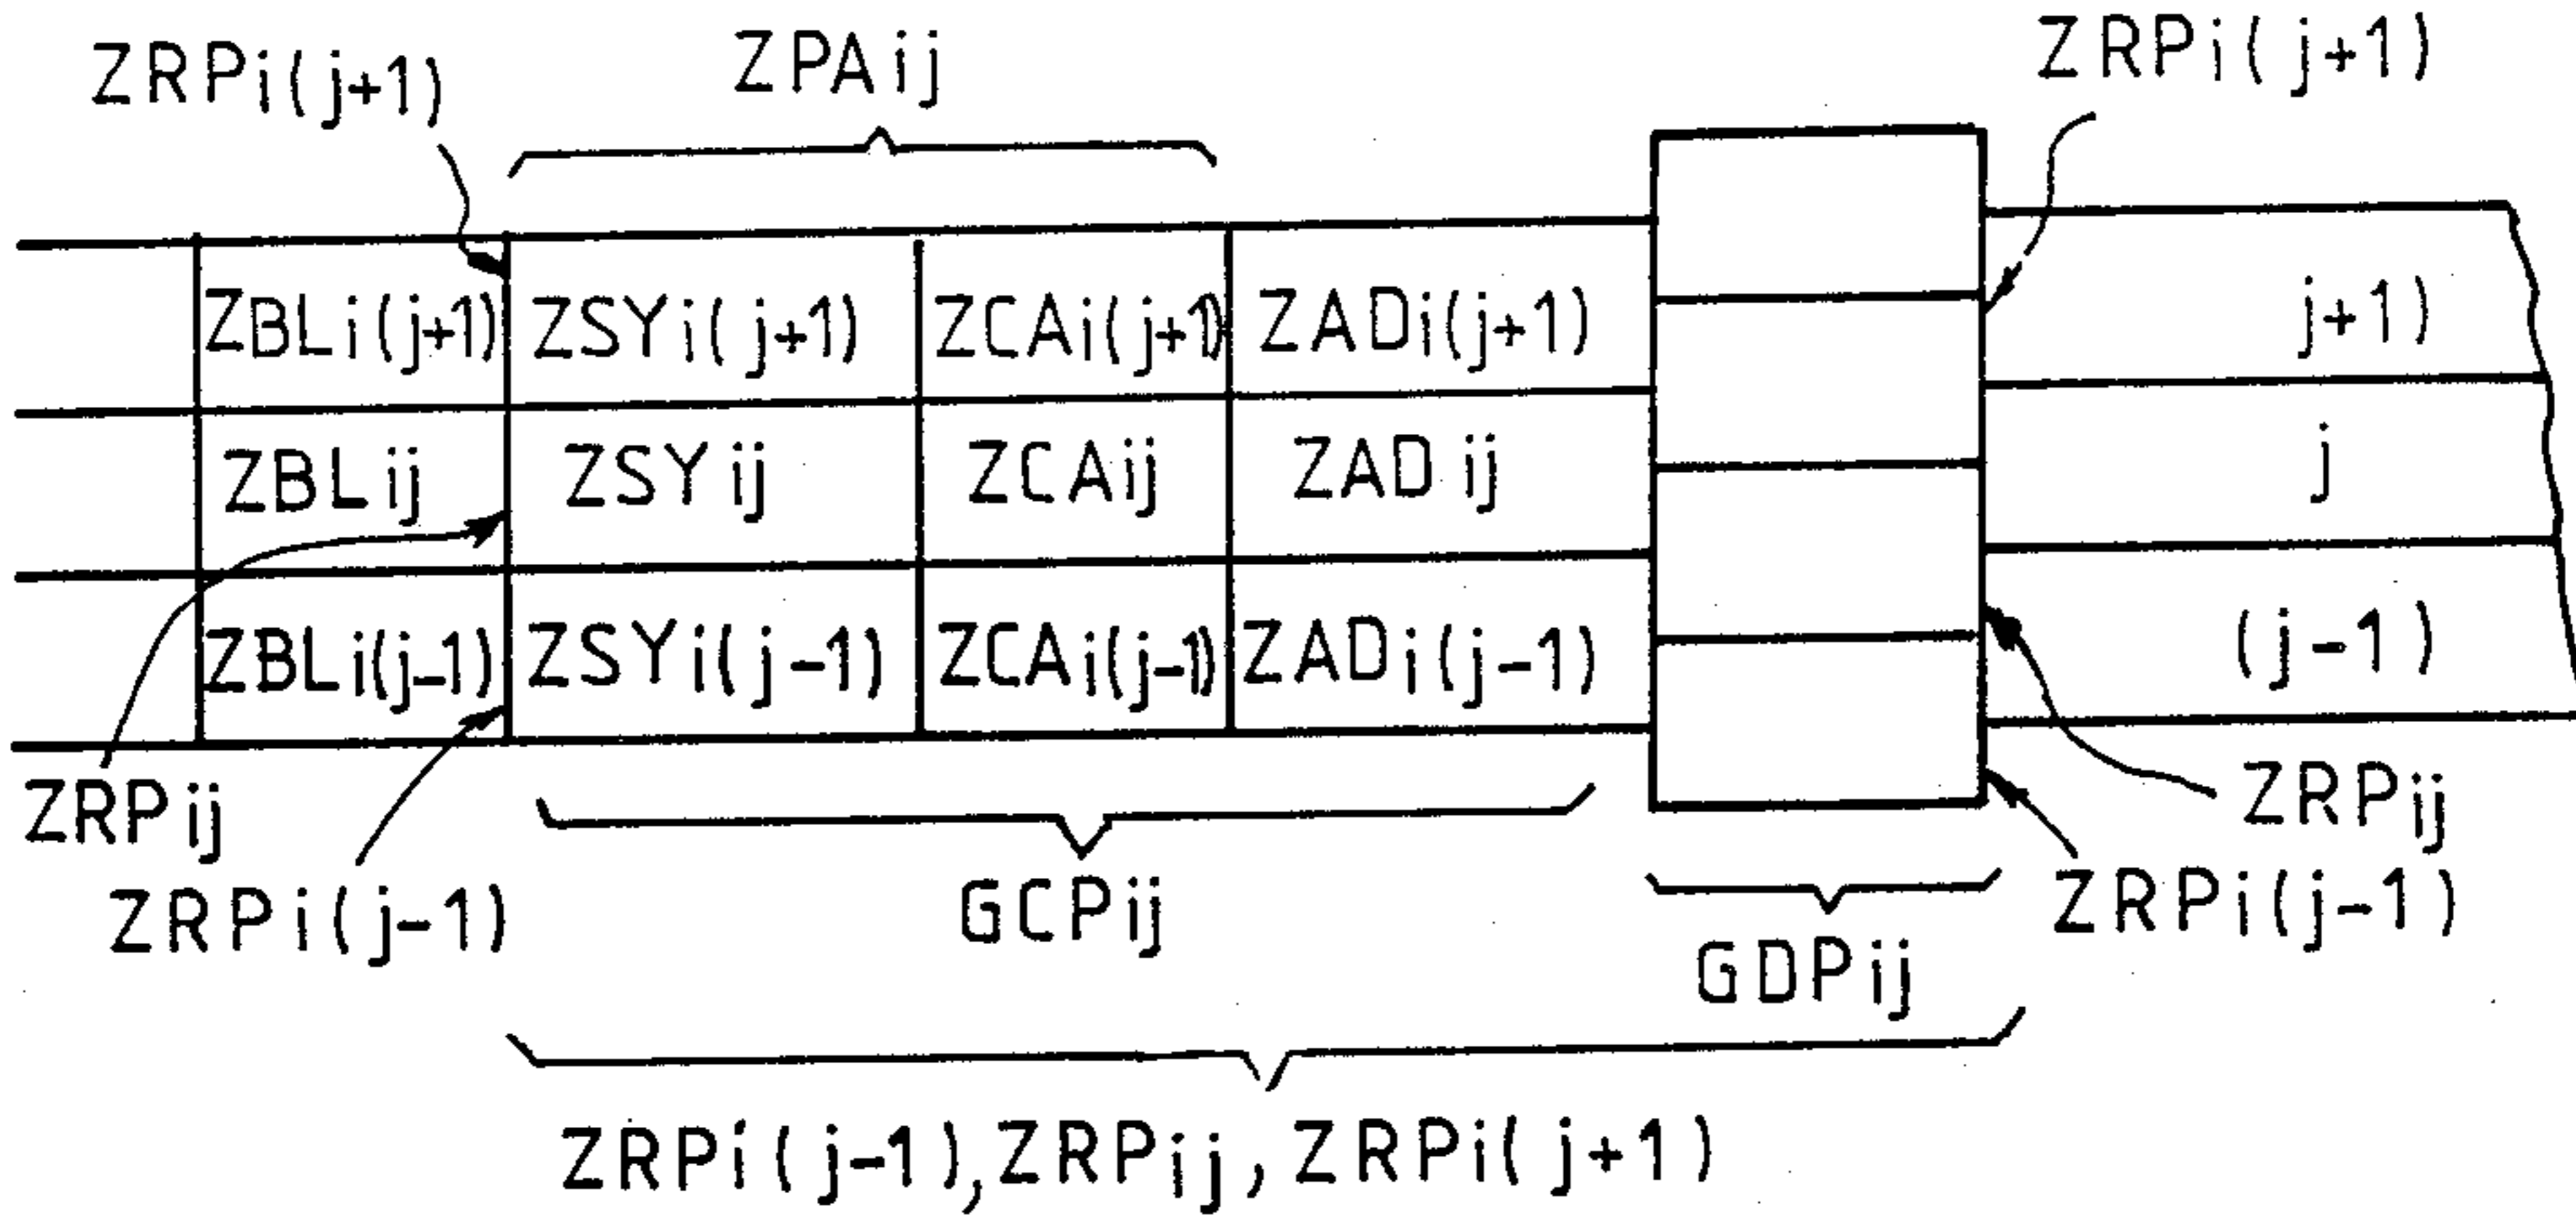 ZRPi(j+1)
ZPAij
ZRPi(j+1)
ZBLi(j+1) ZSYi(j+1) ZCAi(j+1) ZADi(j+1) j+1)
ZBLij ZSYij ZCAij ZADij j
ZBLi(j-1) ZSYi(j-1) ZCAi(j-1) ZADi(j-1) (j-1)
ZRPij
ZRPij
ZRPi(j-1)
GCPij
ZRPi(j-1)
GDPij
ZRPi(j-1), ZRPij, ZRPi(j+1)